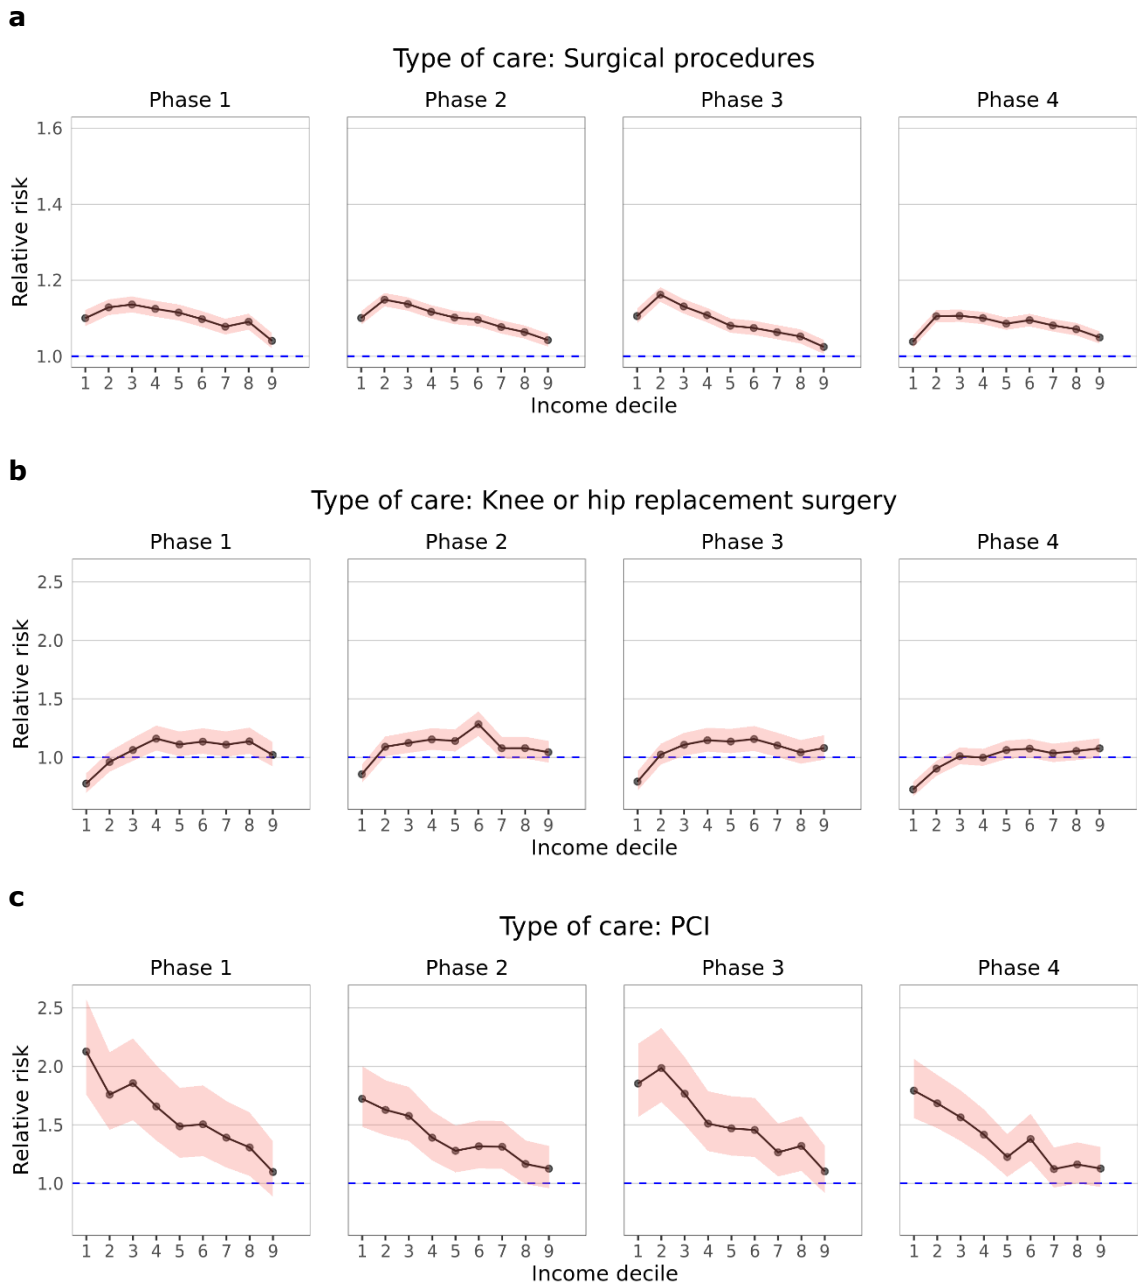 a
Type of care: Surgical procedures
Phase 1 Phase 2 Phase 3 Phase 4
Relative risk
1.6
1.4
1.2
1.0
1 2 3 4 5 6 7 8 9 1 2 3 4 5 6 7 8 9 1 2 3 4 5 6 7 8 9 1 2 3 4 5 6 7 8 9
Income decile
b
Type of care: Knee or hip replacement surgery
Phase 1 Phase 2 Phase 3 Phase 4
Relative risk
2.5
2.0
1.5
1.0
1 2 3 4 5 6 7 8 9 1 2 3 4 5 6 7 8 9 1 2 3 4 5 6 7 8 9 1 2 3 4 5 6 7 8 9
Income decile
c
Type of care: PCI
Phase 1 Phase 2 Phase 3 Phase 4
Relative risk
2.5
2.0
1.5
1.0
1 2 3 4 5 6 7 8 9 1 2 3 4 5 6 7 8 9 1 2 3 4 5 6 7 8 9 1 2 3 4 5 6 7 8 9
Income decile